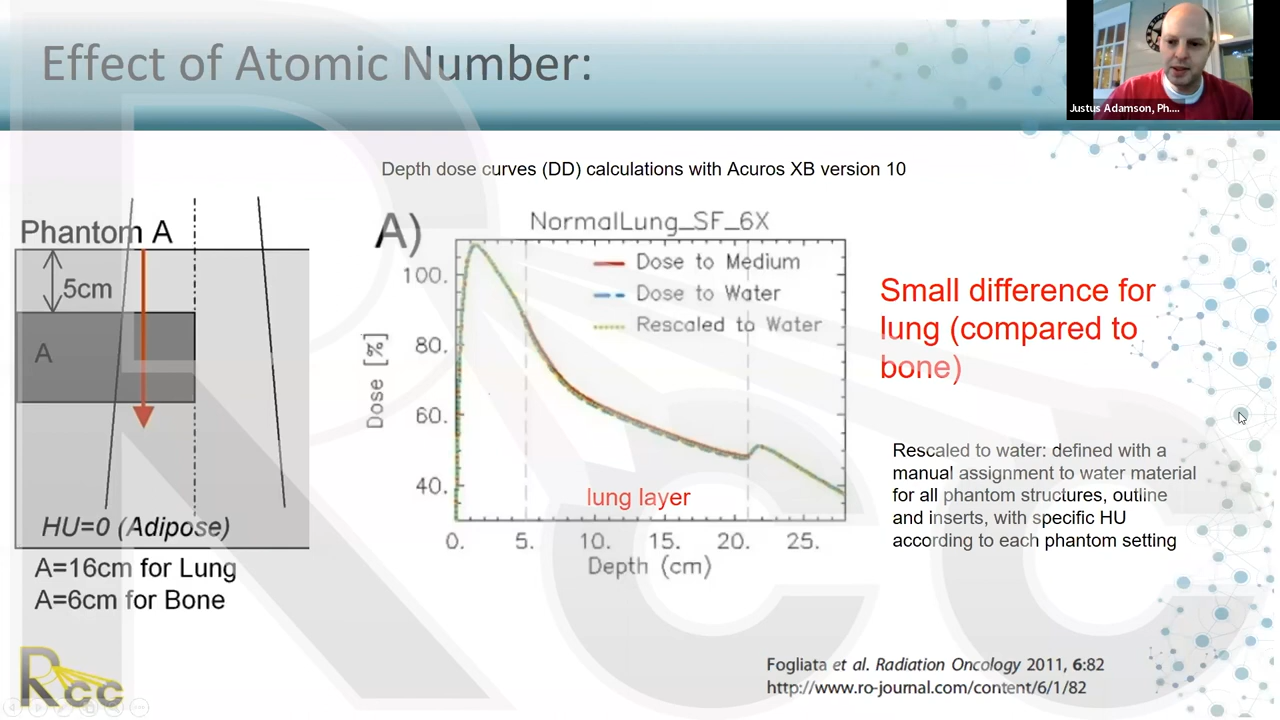 Effect of Atomic Number:
Justus Adamson, Ph....
Depth dose curves (DD) calculations with Acuros XB version 10
Phantom A
5cm
A
HU=0 (Adipose)
A=16cm for Lung
A=6cm for Bone
A)
NormalLung_SF_6X
Dose to Medium
Dose to Water
Rescaled to Water
Dose [%]
100.
80.
60.
40.
lung layer
0. 5. 10. 15. 20. 25.
Depth (cm)
Small difference for
lung (compared to
bone)
Rescaled to water: defined with a
manual assignment to water material
for all phantom structures, outline
and inserts, with specific HU
according to each phantom setting
Rcc
Fogliata et al. Radiation Oncology 2011, 6:82
http://www.ro-journal.com/content/6/1/82